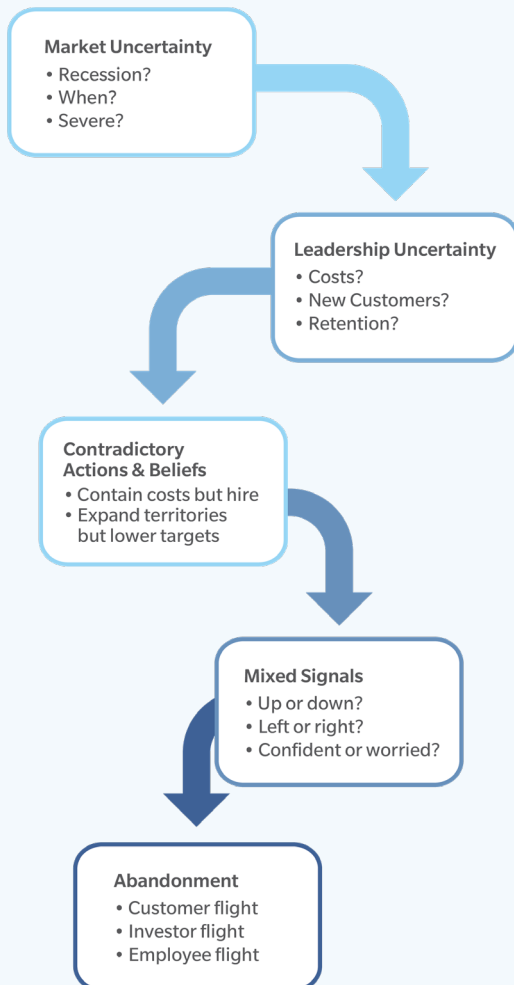 Market Uncertainty
• Recession?
• When?
• Severe?
Leadership Uncertainty
• Costs?
• New Customers?
• Retention?
Contradictory
Actions & Beliefs
• Contain costs but hire
• Expand territories
but lower targets
Mixed Signals
• Up or down?
• Left or right?
• Confident or worried?
Abandonment
• Customer flight
• Investor flight
• Employee flight